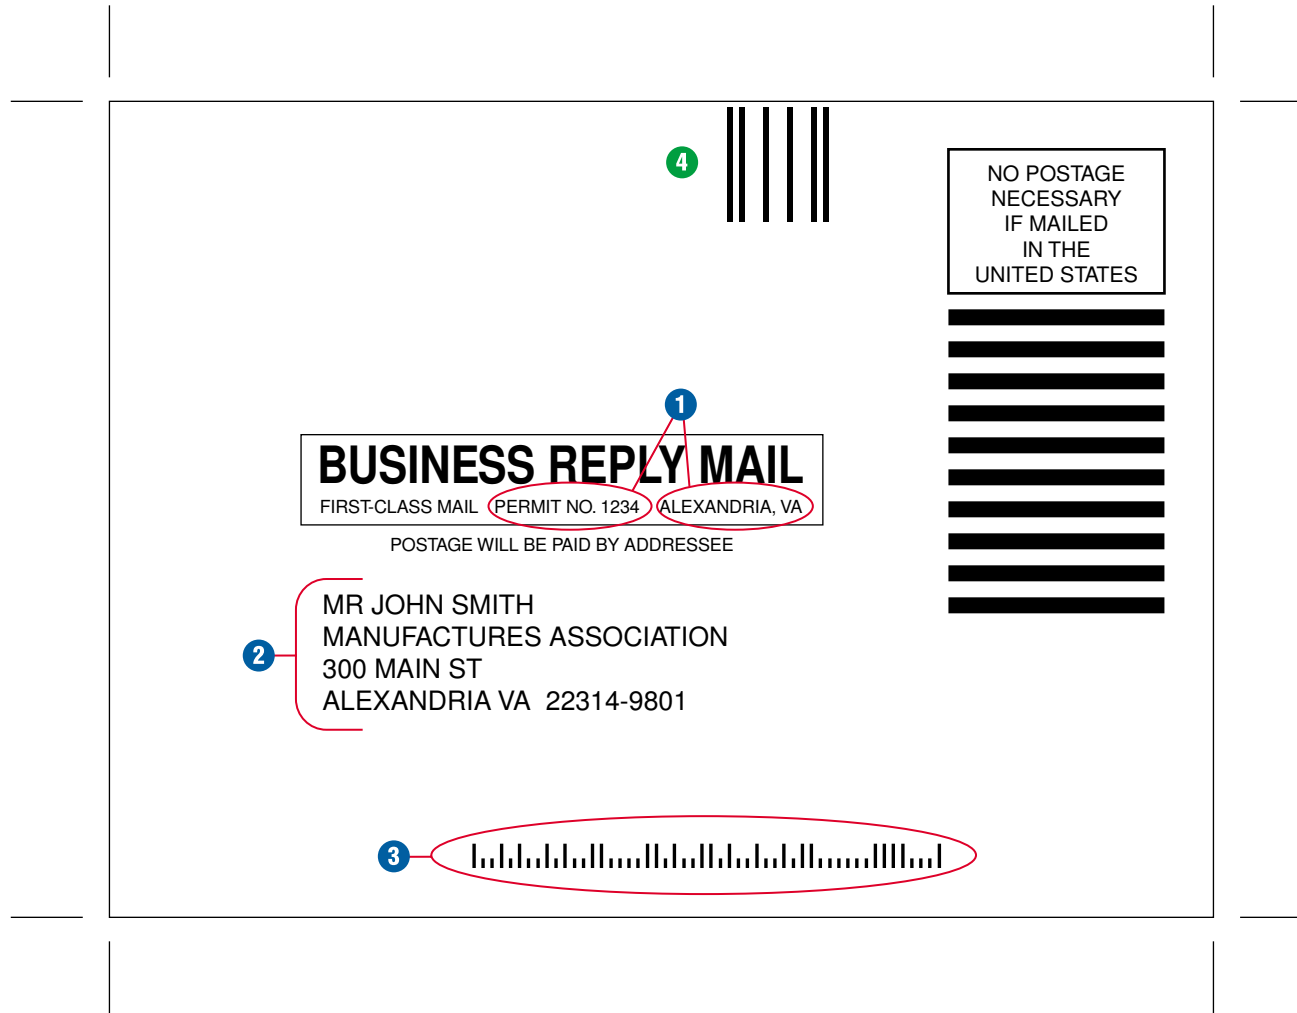 4
NO POSTAGE
NECESSARY
IF MAILED
IN THE
UNITED STATES
1
BUSINESS REPLY MAIL
FIRST-CLASS MAIL PERMIT NO. 1234 ALEXANDRIA, VA
POSTAGE WILL BE PAID BY ADDRESSEE
2
MR JOHN SMITH
MANUFACTURES ASSOCIATION
300 MAIN ST
ALEXANDRIA VA 22314-9801
3